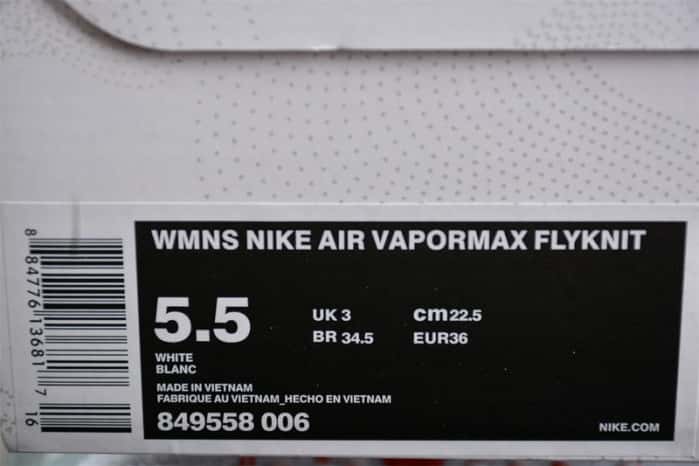 WMNS NIKE AIR VAPORMAX FLYKNIT
5.5
UK 3
cm22.5
BR 34.5
EUR36
WHITE
BLANC
MADE IN VIETNAM
FABRIQUE AU VIETNAM_HECHO EN VIETNAM
849558 006
NIKE.COM
8 84776 13681 7
16